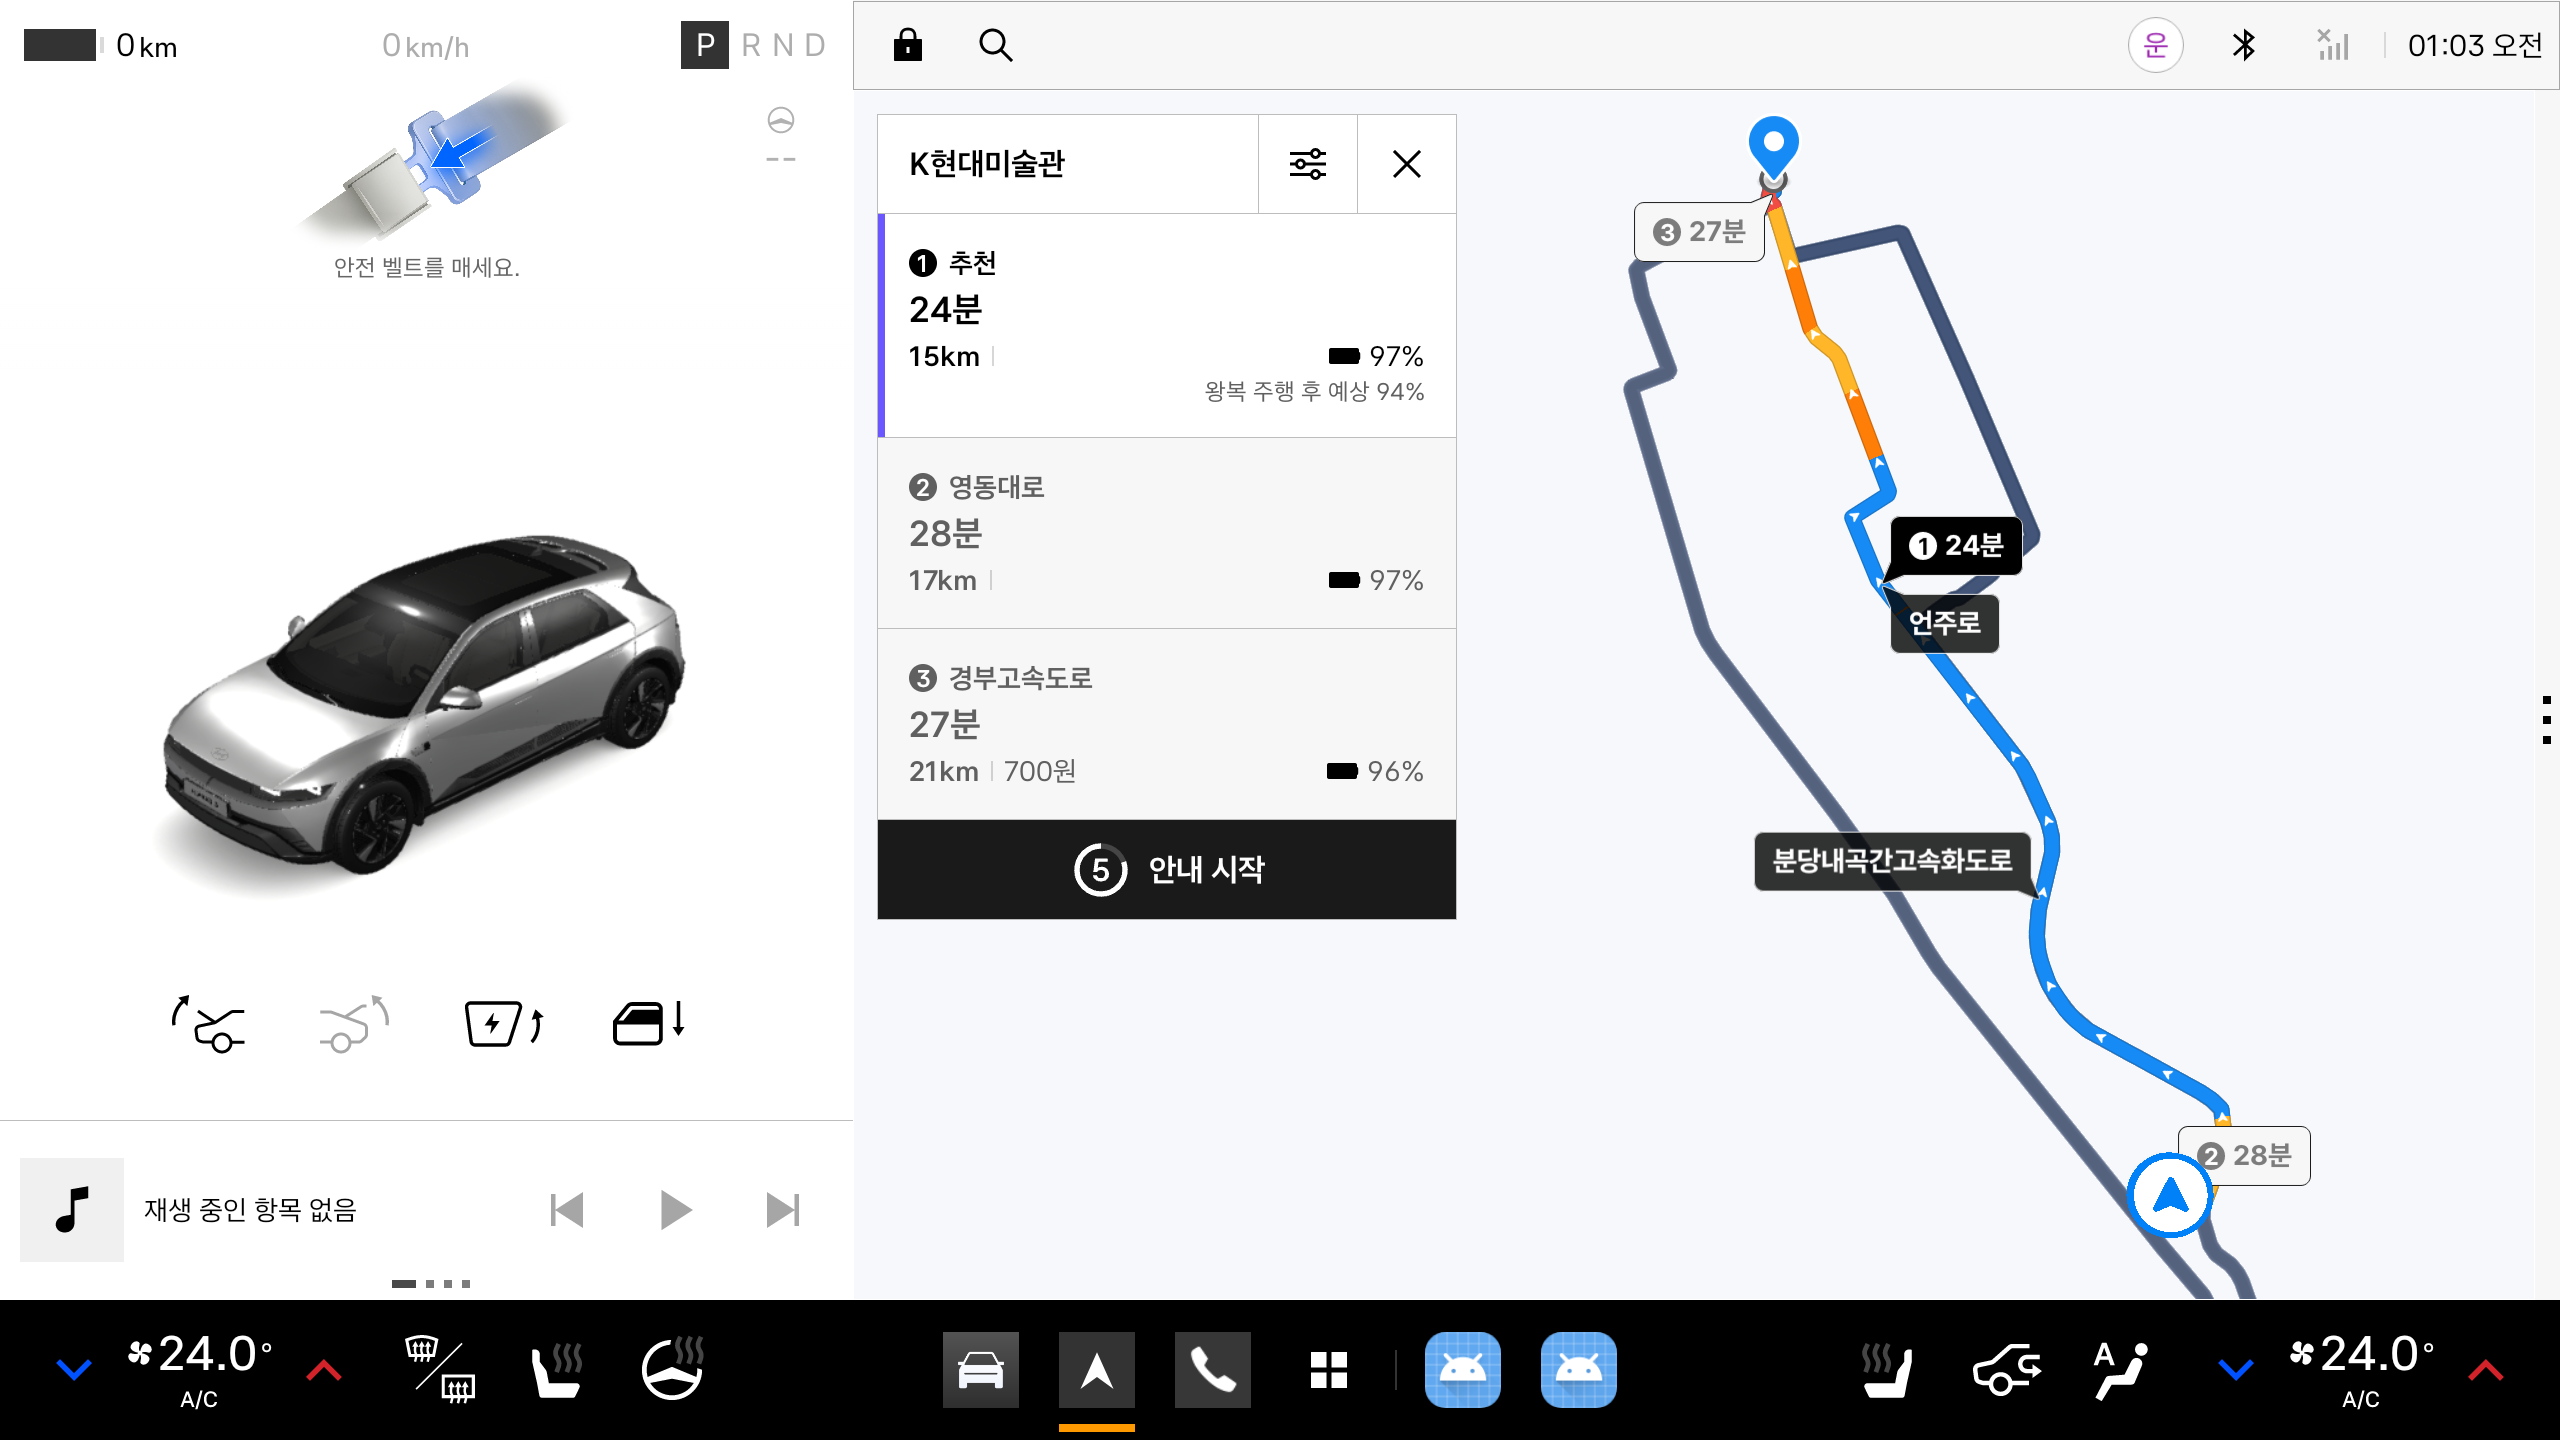 0 km
0 km/h
P R N D
안전 벨트를 매세요.
재생 중인 항목 없음
운
01:03 오전
K현대미술관
1 추천
24분
15km
97%
왕복 주행 후 예상 94%
2 영동대로
28분
17km
97%
3 경부고속도로
27분
21km 700원
96%
5 안내 시작
3 27분
1 24분
언주로
분당내곡간고속화도로
2 28분
24.0°
A/C
A
24.0°
A/C